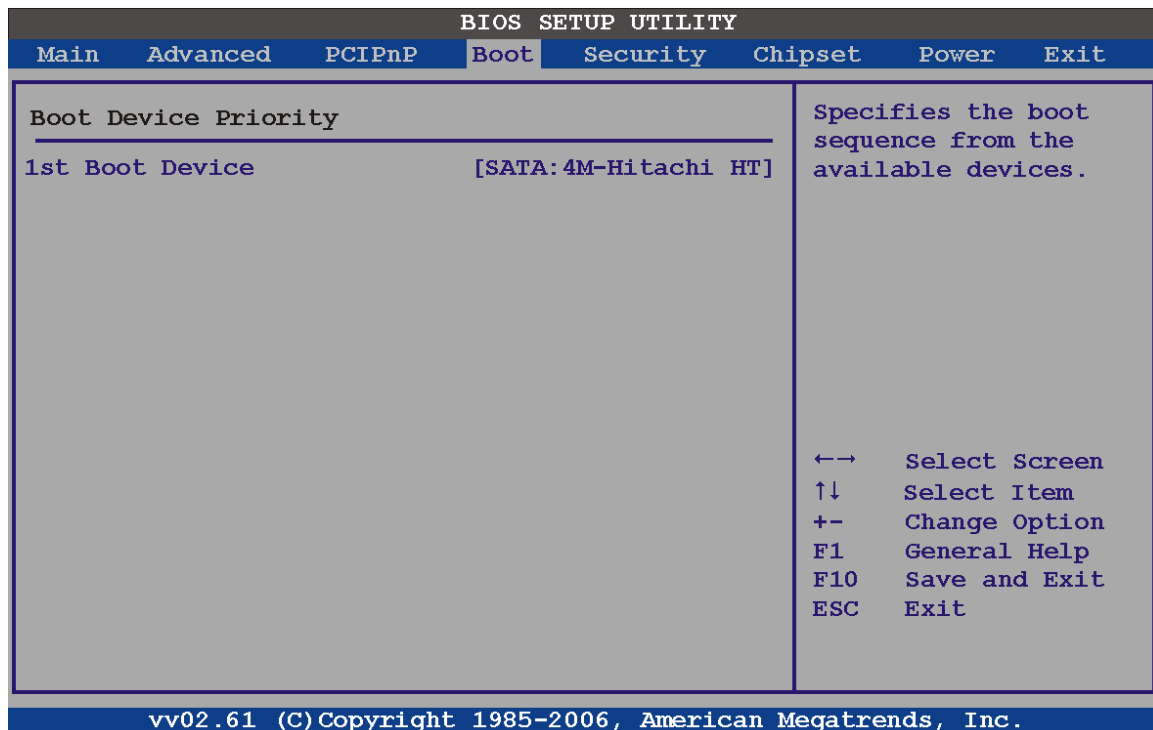 BIOS SETUP UTILITY
Main Advanced PCIPnP Boot Security Chipset Power Exit
Boot Device Priority
1st Boot Device [SATA:4M-Hitachi HT]
Specifies the boot
sequence from the
available devices.
←→ Select Screen
↑↓ Select Item
+- Change Option
F1 General Help
F10 Save and Exit
ESC Exit
vv02.61 (C)Copyright 1985-2006, American Megatrends, Inc.